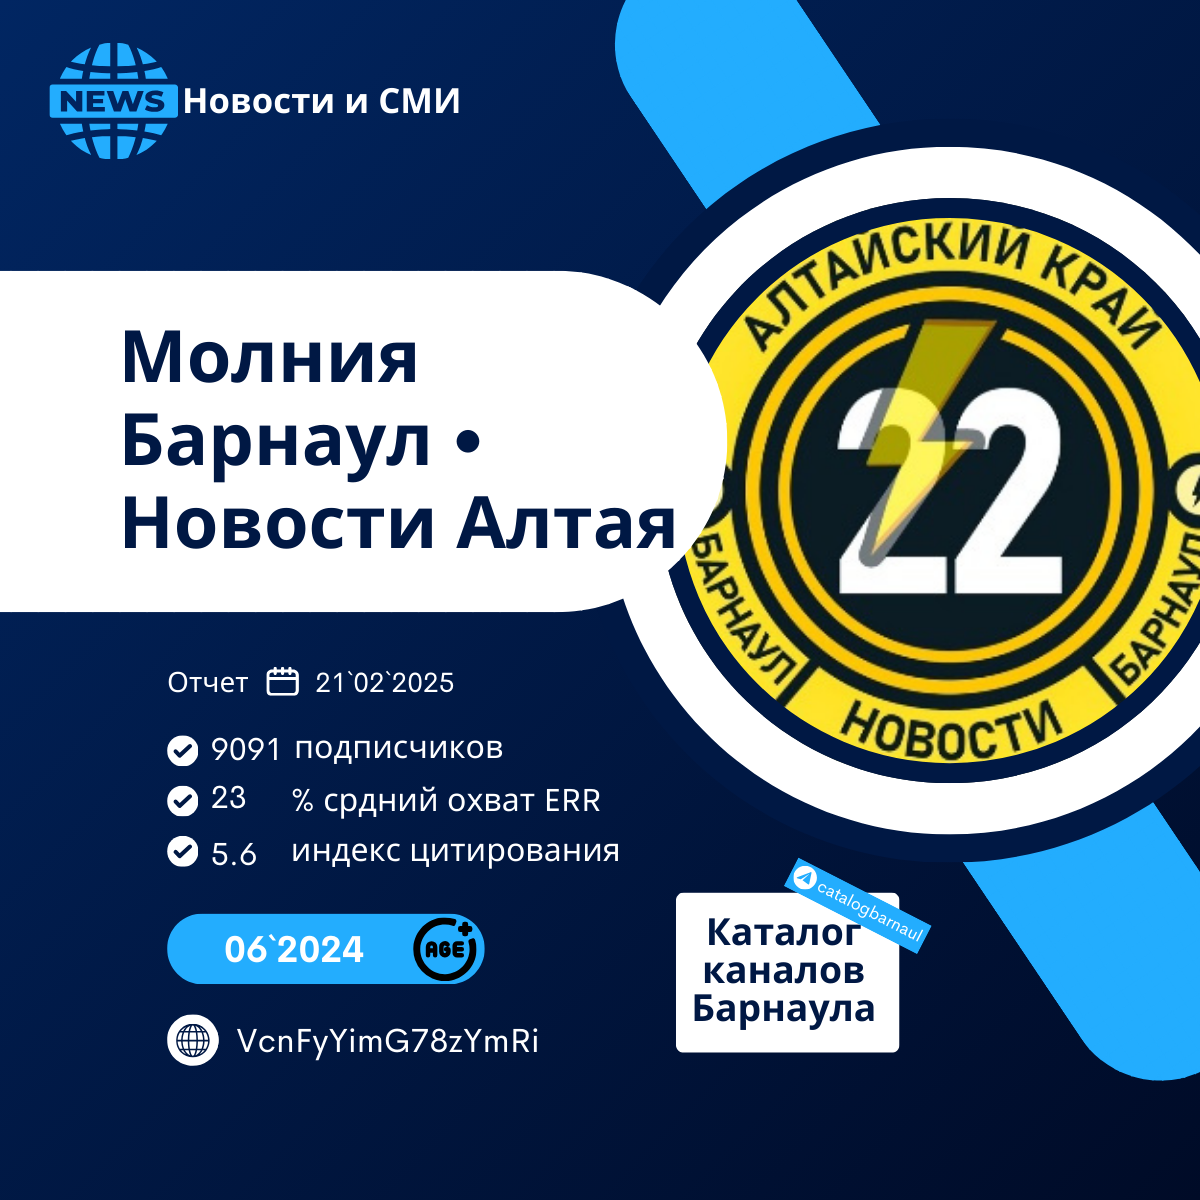 NEWS
Новости и СМИ
АЛТАЙСКИЙ КРАЙ
22
БАРНАУЛ
БАРНАУЛ
НОВОСТИ
Молния
Барнаул •
Новости Алтая
Отчет 21`02`2025
9091 подписчиков
23 % срдний охват ERR
5.6 индекс цитирования
06`2024 AGE+
VcnFyYimG78zYmRi
catalogbarnaul
Каталог
каналов
Барнаула